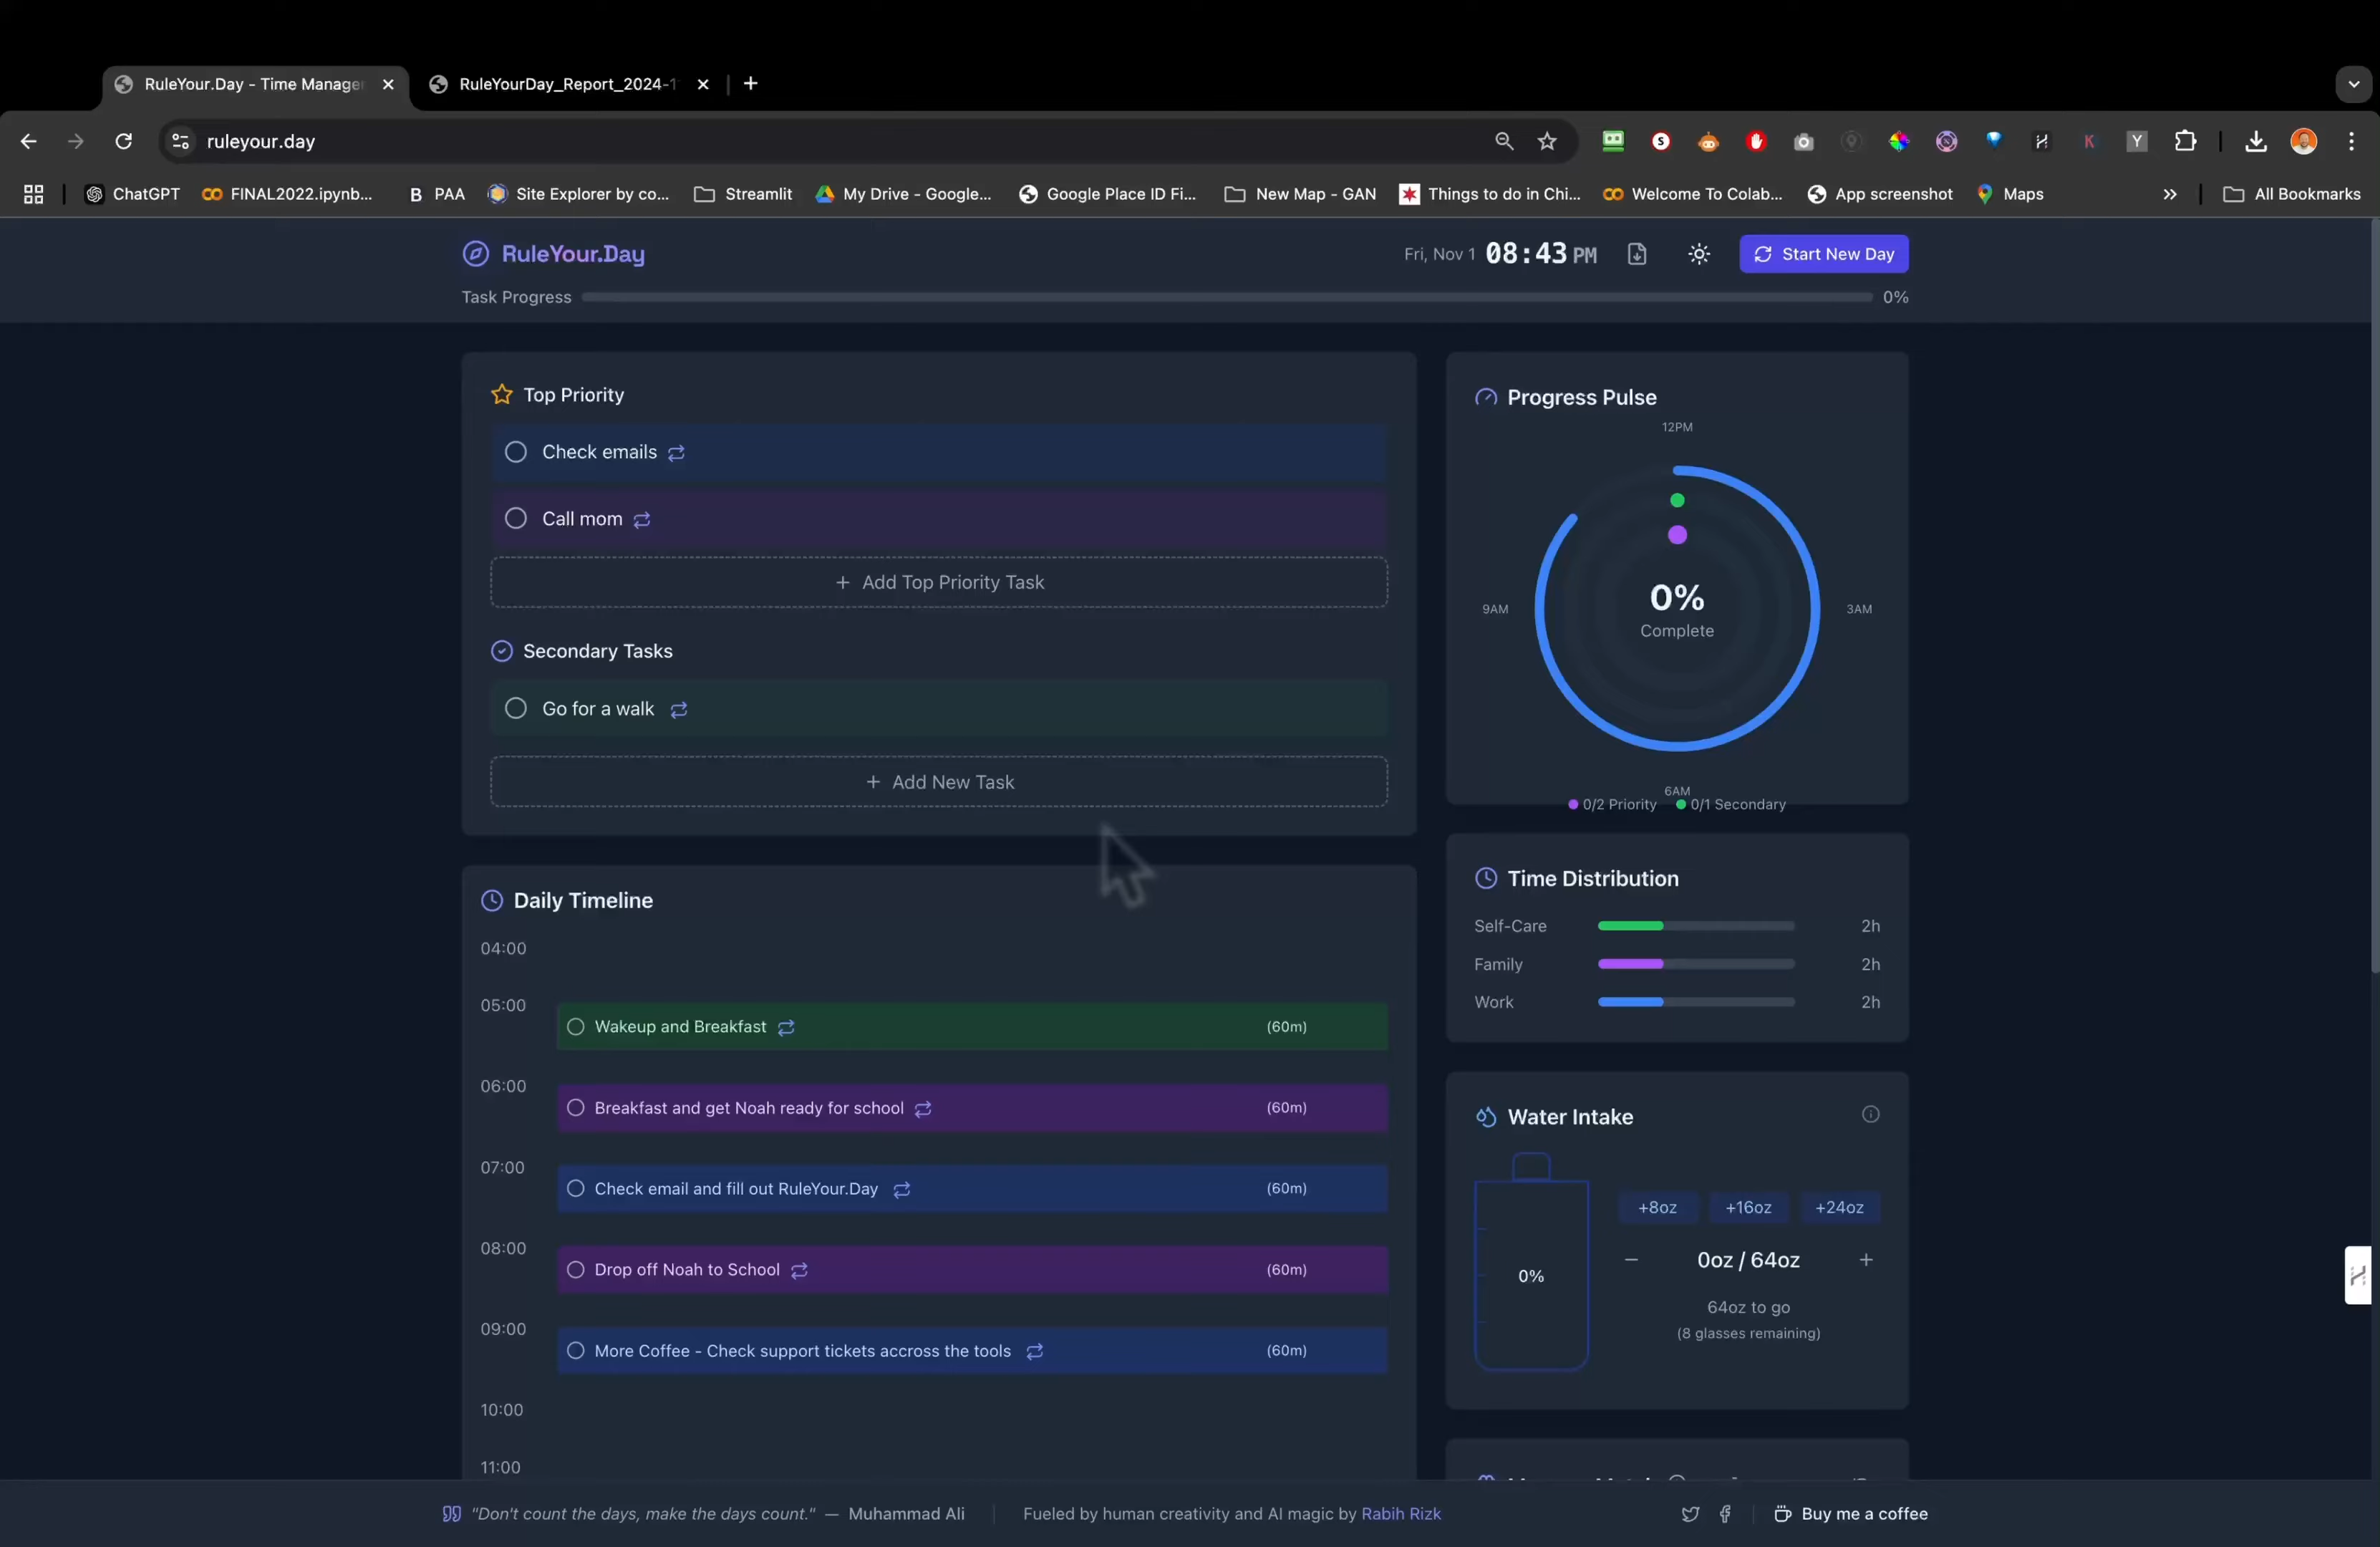 RuleYour.Day - Time Manage
RuleYourDay_Report_2024-1
ruleyour.day
ChatGPT
FINAL2022.ipynb...
B PAA
Site Explorer by co...
Streamlit
My Drive - Google...
Google Place ID Fi...
New Map - GAN
Things to do in Chi...
Welcome To Colab...
App screenshot
Maps
All Bookmarks
RuleYour.Day
Fri, Nov 1 08:43 PM
Start New Day
Task Progress 0%
Top Priority
Check emails
Call mom
+ Add Top Priority Task
Secondary Tasks
Go for a walk
+ Add New Task
Daily Timeline
04:00
05:00
Wakeup and Breakfast (60m)
06:00
Breakfast and get Noah ready for school (60m)
07:00
Check email and fill out RuleYour.Day (60m)
08:00
Drop off Noah to School (60m)
09:00
More Coffee - Check support tickets accross the tools (60m)
10:00
11:00
Progress Pulse
12PM
9AM
0%
3AM
Complete
6AM
0/2 Priority 0/1 Secondary
Time Distribution
Self-Care 2h
Family 2h
Work 2h
Water Intake
+8oz +16oz +24oz
0oz / 64oz
0%
64oz to go
(8 glasses remaining)
"Don't count the days, make the days count." — Muhammad Ali
Fueled by human creativity and AI magic by Rabih Rizk
Buy me a coffee